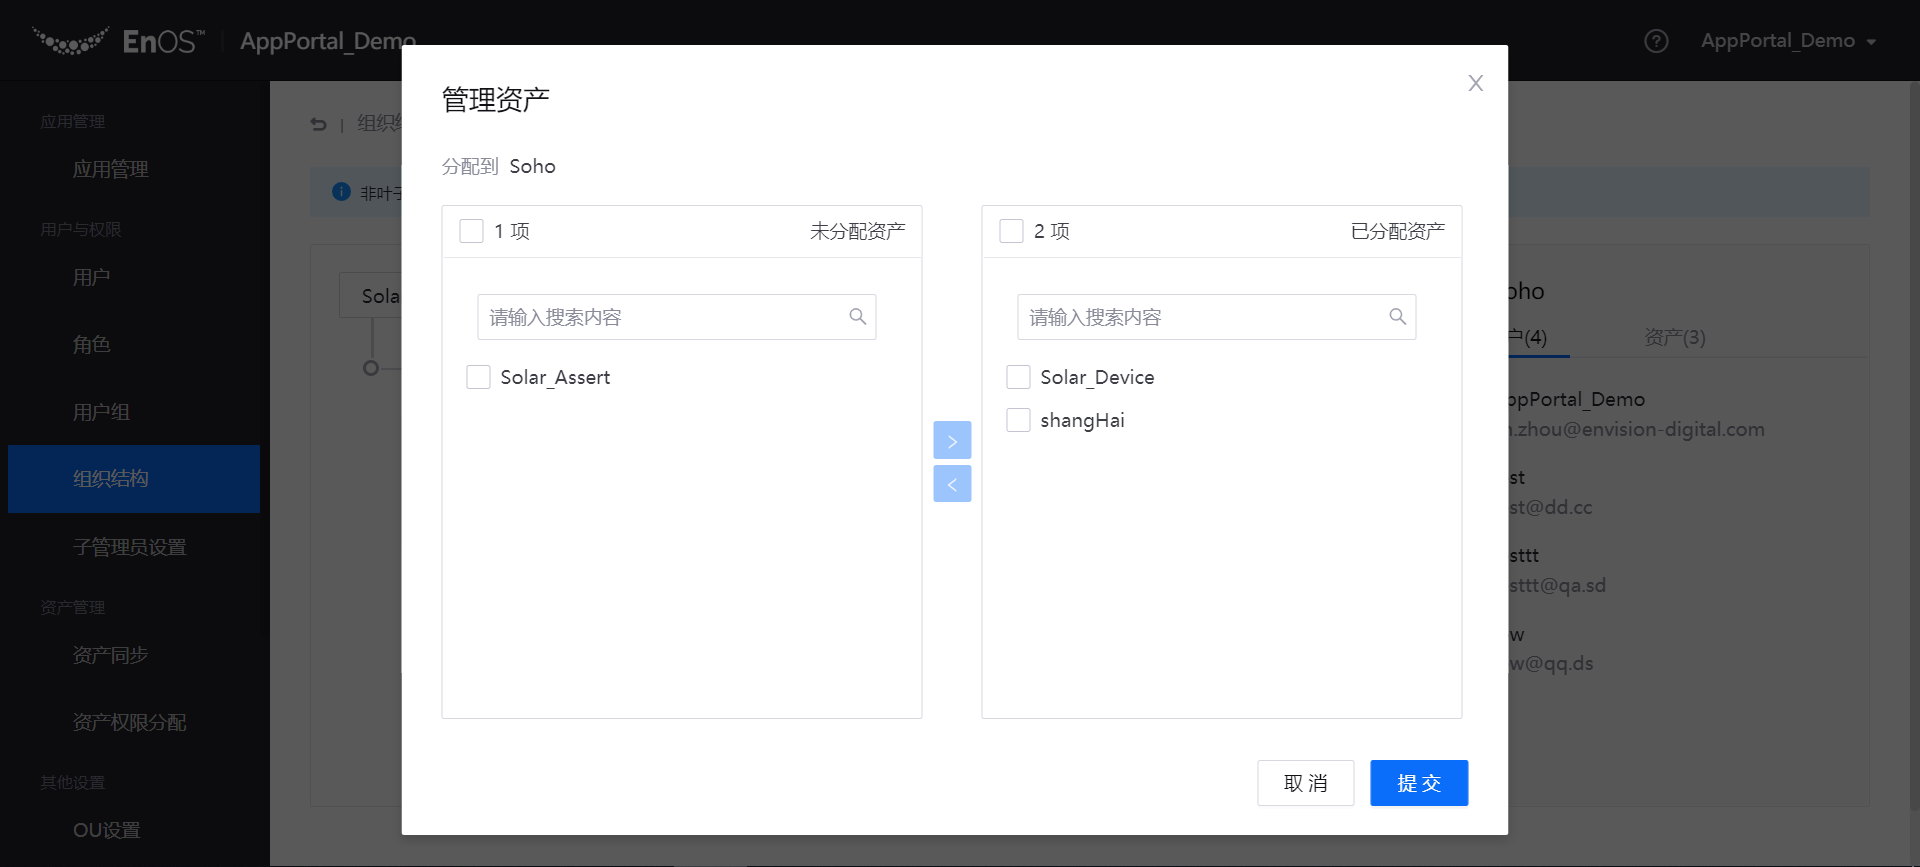 EnOS™
AppPortal_Demo
AppPortal_Demo
应用管理
应用管理
用户与权限
用户
角色
用户组
组织结构
子管理员设置
资产管理
资产同步
资产权限分配
其他设置
OU设置
组织
非叶
Sola
管理资产
X
分配到 Soho
1 项 未分配资产
请输入搜索内容
Solar_Assert
>
<
2 项 已分配资产
请输入搜索内容
Solar_Device
shangHai
取 消
提 交
oho
户(4)
资产(3)
ppPortal_Demo
.zhou@envision-digital.com
st
st@dd.cc
sttt
sttt@qa.sd
w
w@qq.ds